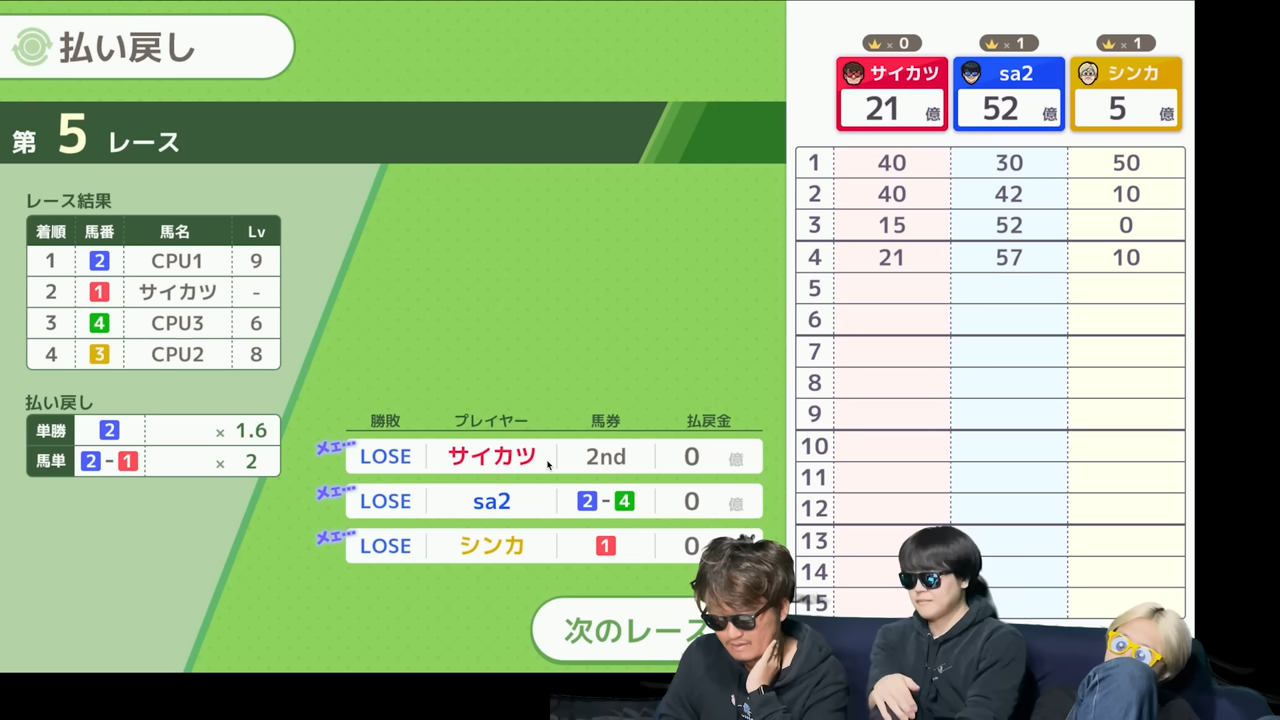 払い戻し
第 5 レース
レース結果
着順 馬番 馬名 Lv
1 2 CPU1 9
2 1 サイカツ -
3 4 CPU3 6
4 3 CPU2 8
払い戻し
単勝 2 × 1.6
馬単 2-1 × 2
勝敗 プレイヤー 馬券 払戻金
メェ… LOSE サイカツ 2nd 0 億
メェ… LOSE sa2 2-4 0 億
メェ… LOSE シンカ 1 0
次のレース
× 0 × 1 × 1
サイカツ sa2 シンカ
21 億 52 億 5 億
1 40 30 50
2 40 42 10
3 15 52 0
4 21 57 10
5
6
7
8
9
10
11
12
13
14
15